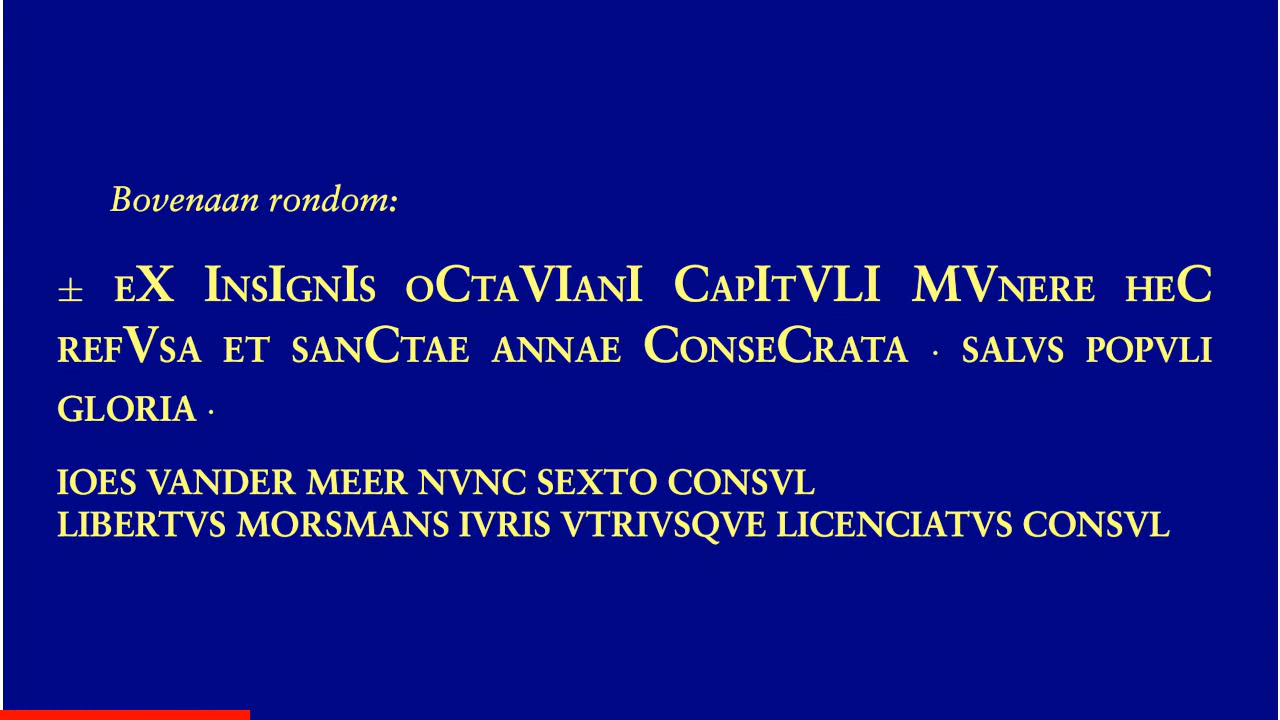 Bovenaan rondom:
± eX InsIgnIs oCtaVIanI CapItVLI MVnere heC
refVsa et sanCtae annae ConseCrata · salvs popvli
gloria ·
IOES VANDER MEER NVNC SEXTO CONSVL
LIBERTVS MORSMANS IVRIS VTRIVSQVE LICENCIATVS CONSVL